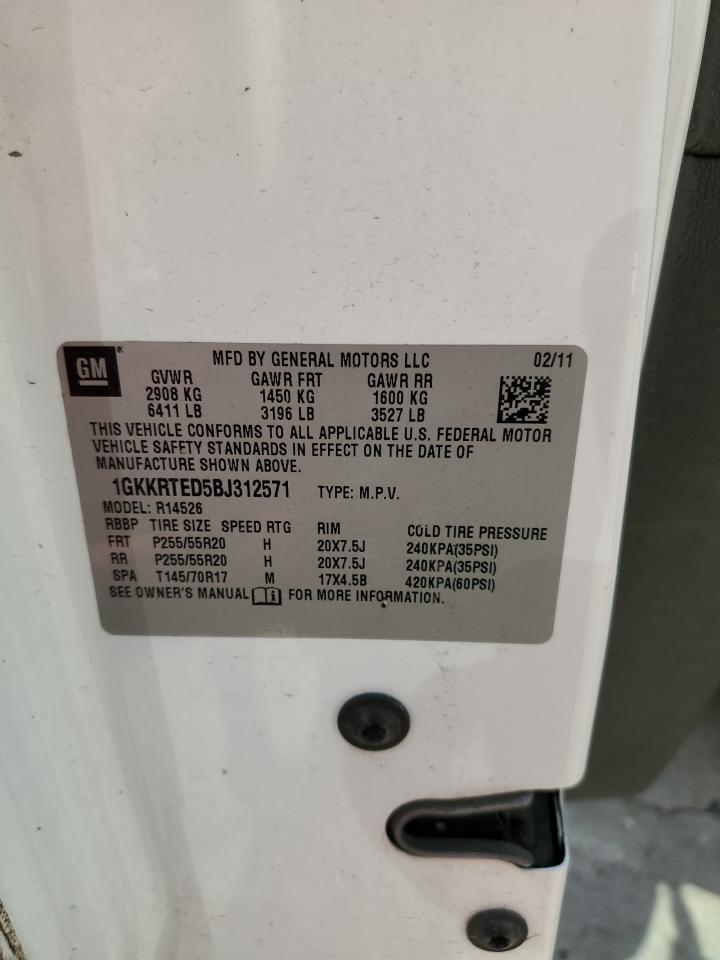 GM ® MFD BY GENERAL MOTORS LLC 02/11
GVWR GAWR FRT GAWR RR
2908 KG 1450 KG 1600 KG
6411 LB 3196 LB 3527 LB
THIS VEHICLE CONFORMS TO ALL APPLICABLE U.S. FEDERAL MOTOR
VEHICLE SAFETY STANDARDS IN EFFECT ON THE DATE OF
MANUFACTURE SHOWN ABOVE.
1GKKRTED5BJ312571 TYPE: M.P.V.
MODEL: R14526
RBBP TIRE SIZE SPEED RTG RIM COLD TIRE PRESSURE
FRT P255/55R20 H 20X7.5J 240KPA(35PSI)
RR P255/55R20 H 20X7.5J 240KPA(35PSI)
SPA T145/70R17 M 17X4.5B 420KPA(60PSI)
SEE OWNER'S MANUAL i FOR MORE INFORMATION.